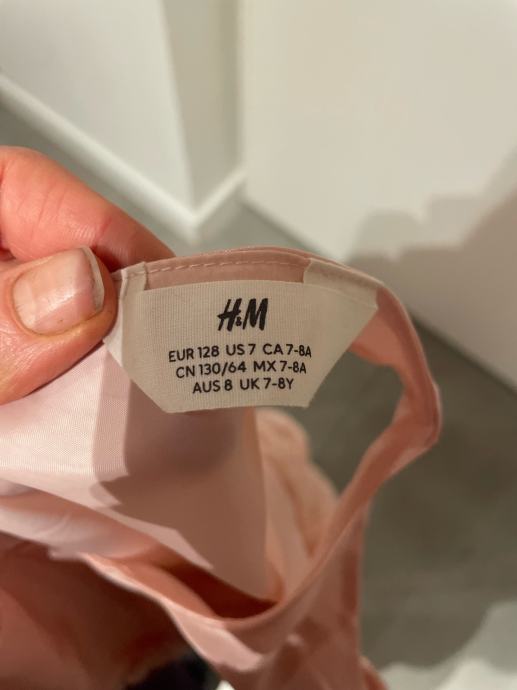 H&M
EUR 128 US 7 CA 7-8A
CN 130/64 MX 7-8A
AUS 8 UK 7-8Y